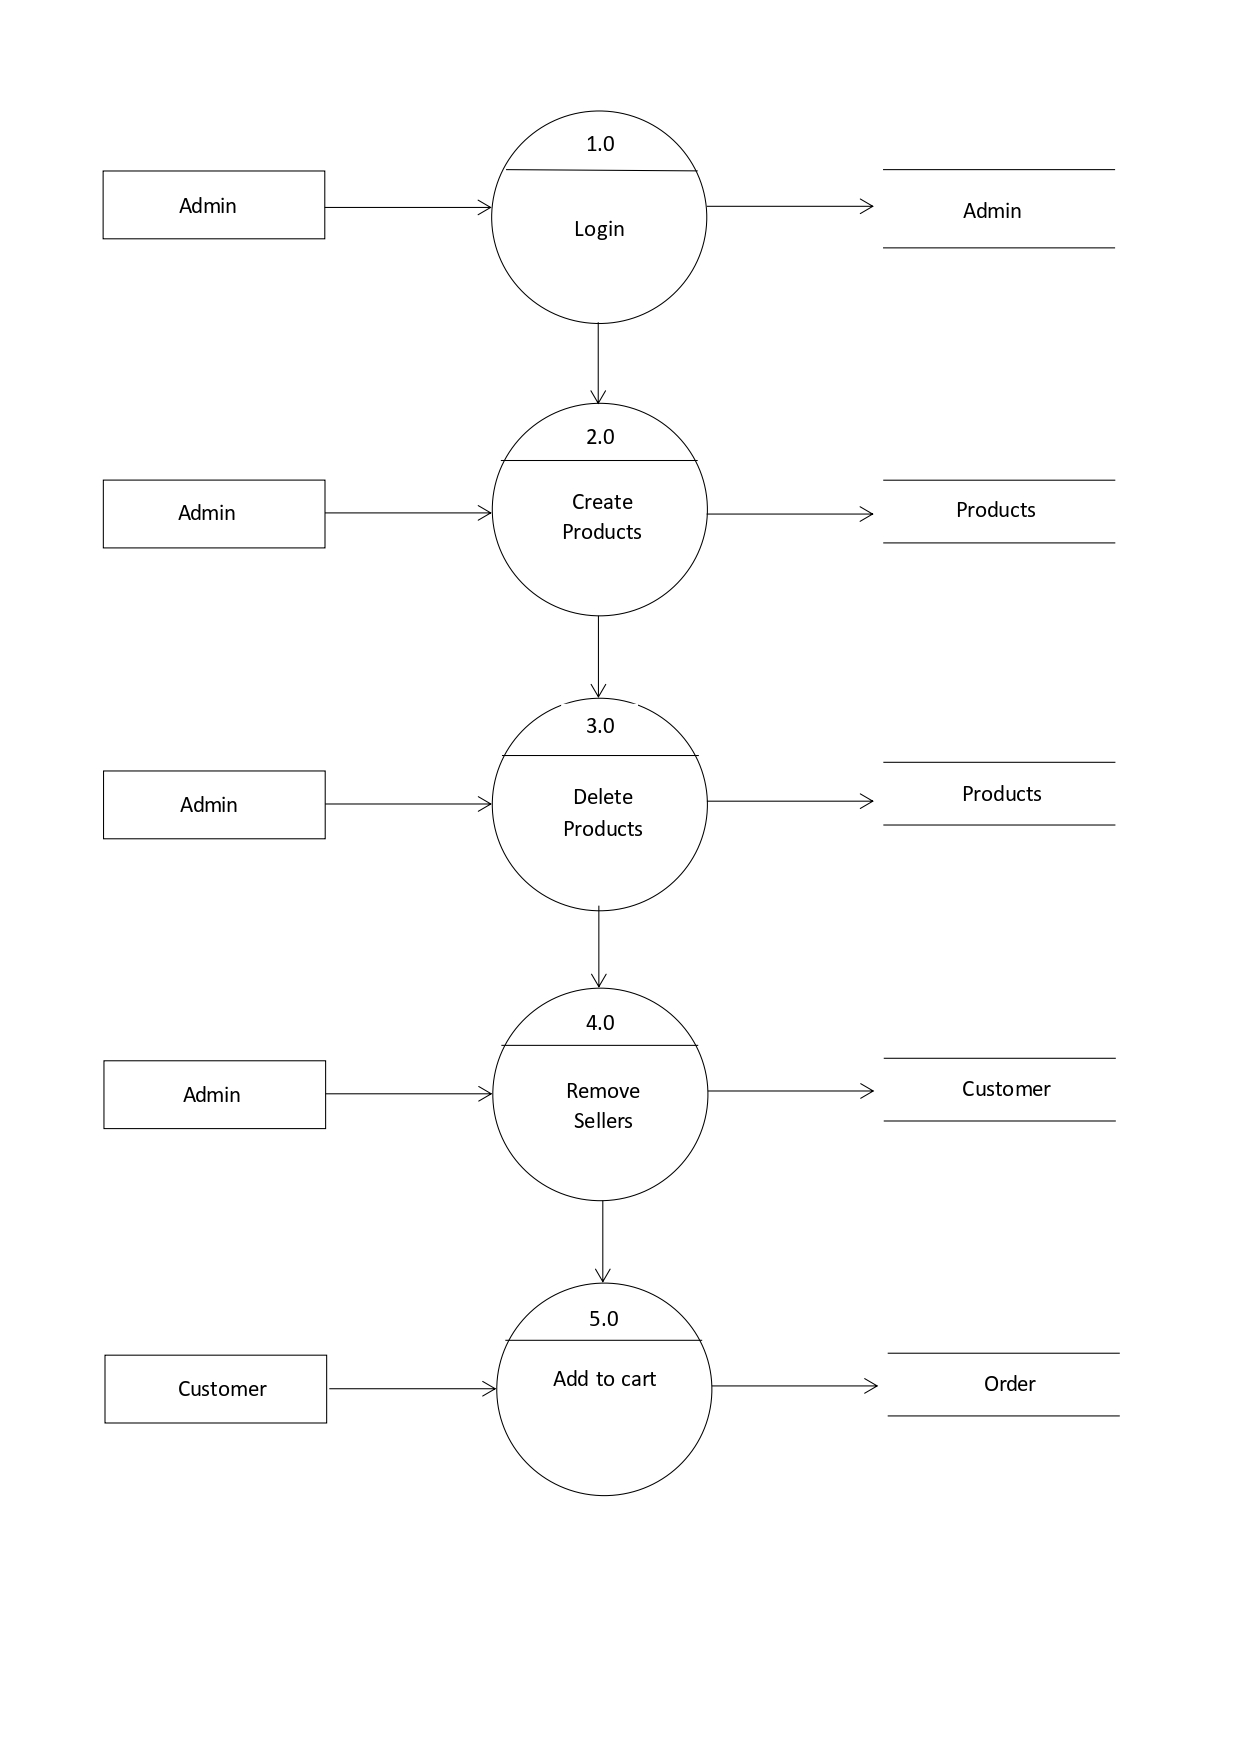 1.0
Admin
Login
Admin
2.0
Admin
Create
Products
Products
3.0
Admin
Delete
Products
Products
4.0
Admin
Remove
Sellers
Customer
5.0
Customer
Add to cart
Order